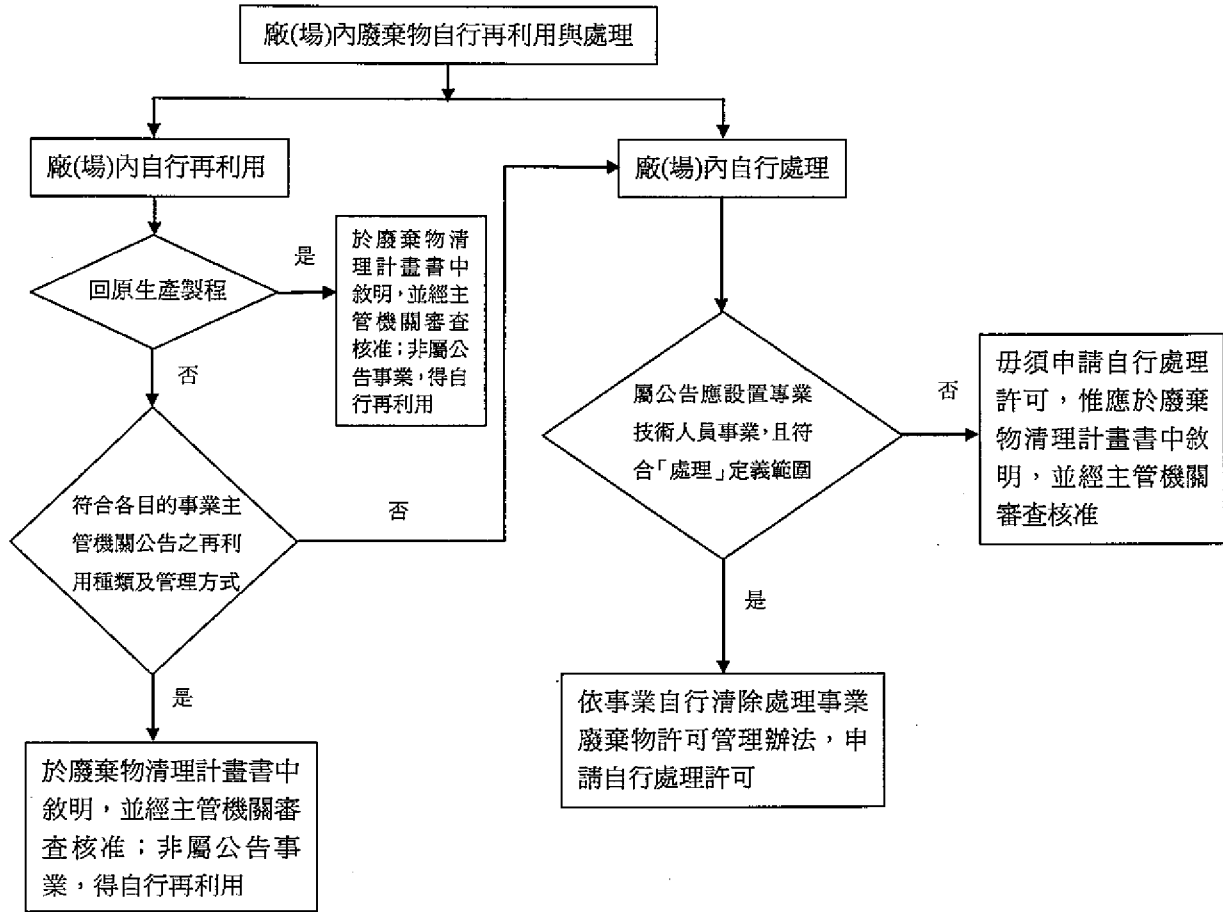 廠(場)內廢棄物自行再利用與處理
廠(場)內自行再利用
廠(場)內自行處理
回原生產製程
是
於廢棄物清
理計畫書中
敘明，並經主
管機關審查
核准；非屬公
告事業，得自
行再利用
否
符合各目的事業主
管機關公告之再利
用種類及管理方式
否
是
於廢棄物清理計畫書中
敘明，並經主管機關審
查核准；非屬公告事
業，得自行再利用
屬公告應設置專業
技術人員事業，且符
合「處理」定義範圍
否
毋須申請自行處理
許可，惟應於廢棄
物清理計畫書中敘
明，並經主管機關
審查核准
是
依事業自行清除處理事業
廢棄物許可管理辦法，申
請自行處理許可